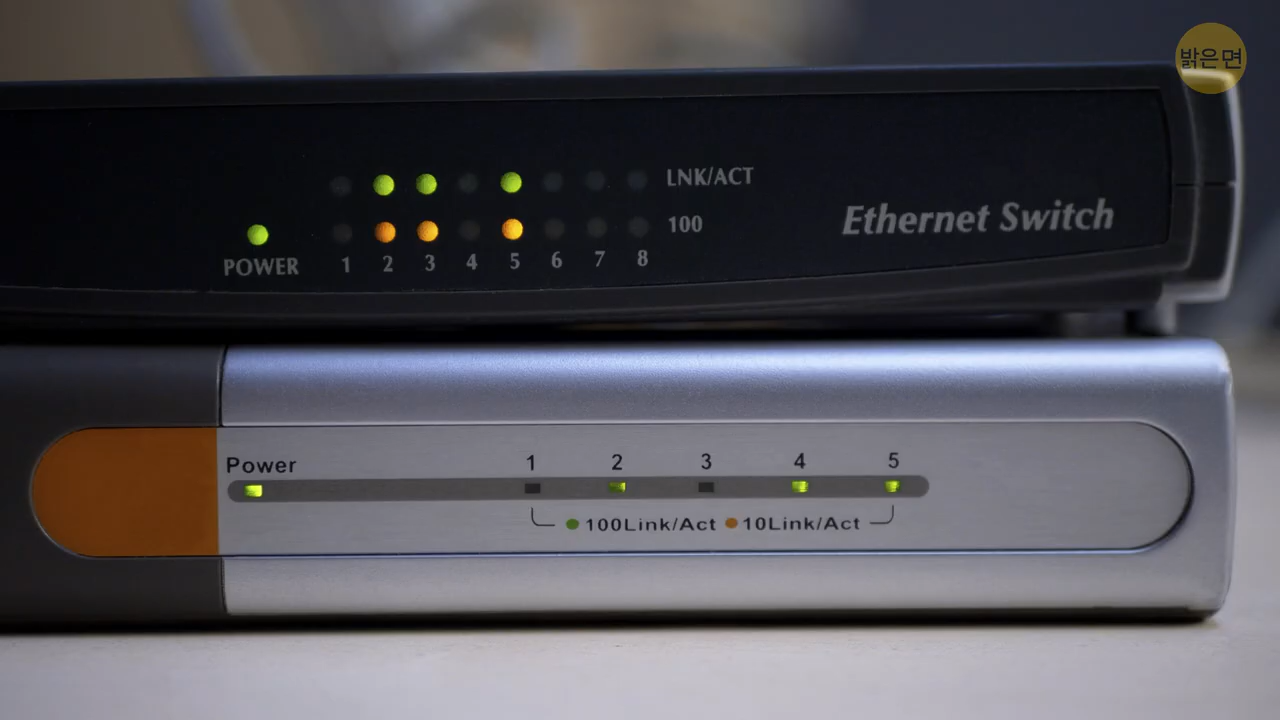 밝은면
LNK/ACT
100
Ethernet Switch
POWER 1 2 3 4 5 6 7 8
Power 1 2 3 4 5
100Link/Act 10Link/Act